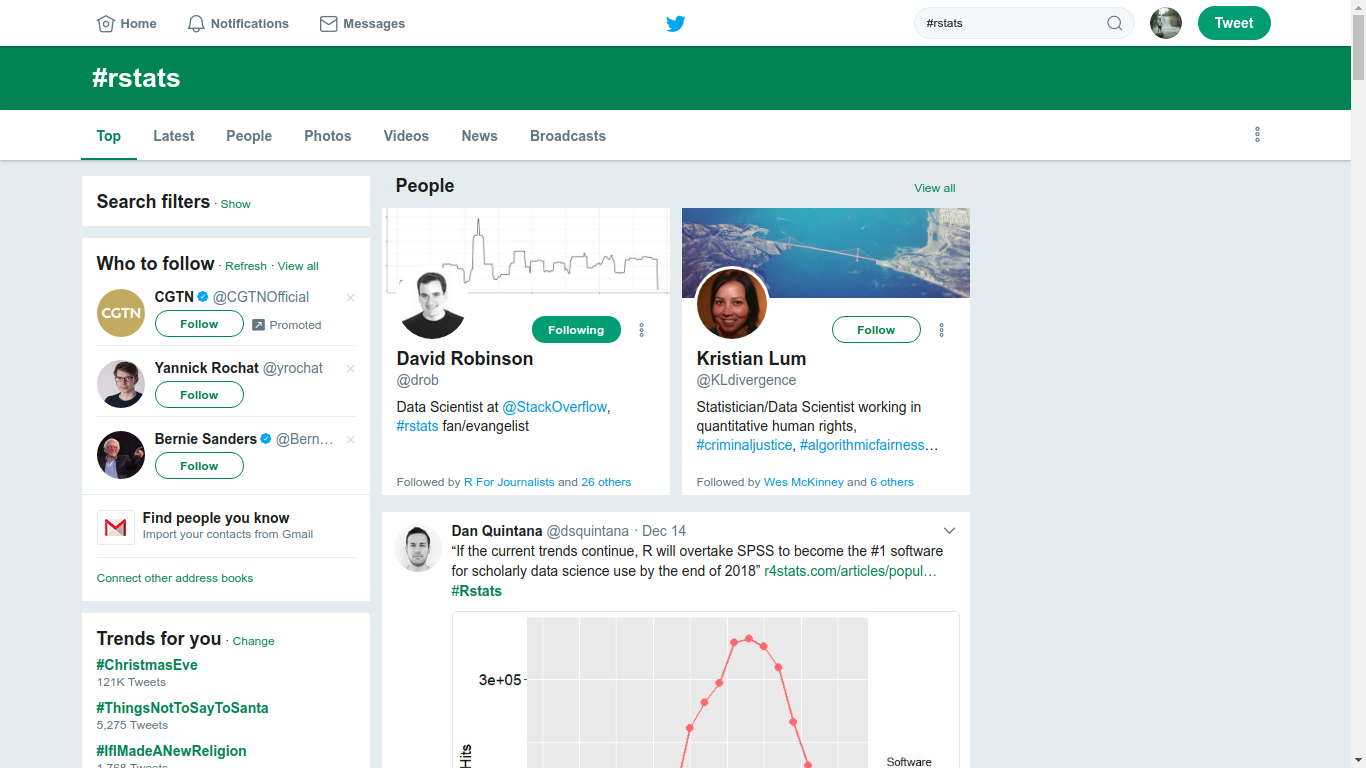 Home
Notifications
Messages
#rstats
Tweet
#rstats
Top
Latest
People
Photos
Videos
News
Broadcasts
Search filters · Show
Who to follow · Refresh · View all
CGTN @CGTNOfficial
CGTN
Follow
Promoted
Yannick Rochat @yrochat
Follow
Bernie Sanders @Bern…
Follow
Find people you know
Import your contacts from Gmail
Connect other address books
Trends for you · Change
#ChristmasEve
121K Tweets
#ThingsNotToSayToSanta
5,275 Tweets
#IfIMadeANewReligion
1,768 Tweets
People
View all
Following
David Robinson
@drob
Data Scientist at @StackOverflow,
#rstats fan/evangelist
Followed by R For Journalists and 26 others
Follow
Kristian Lum
@KLdivergence
Statistician/Data Scientist working in
quantitative human rights,
#criminaljustice, #algorithmicfairness…
Followed by Wes McKinney and 6 others
Dan Quintana @dsquintana · Dec 14
“If the current trends continue, R will overtake SPSS to become the #1 software
for scholarly data science use by the end of 2018” r4stats.com/articles/popul…
#Rstats
3e+05
Hits
Software